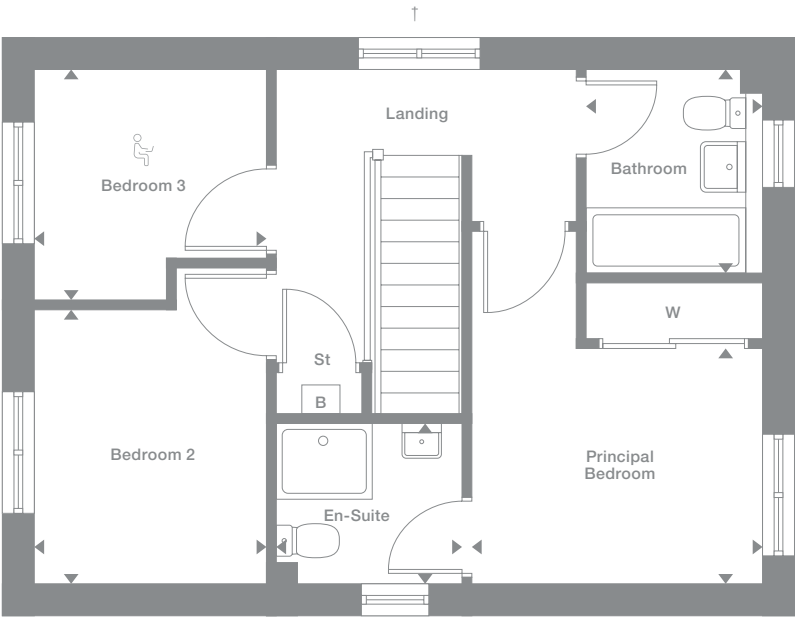 †
Landing
Bathroom
Bedroom 3
W
St
B
Bedroom 2
Principal
Bedroom
En-Suite